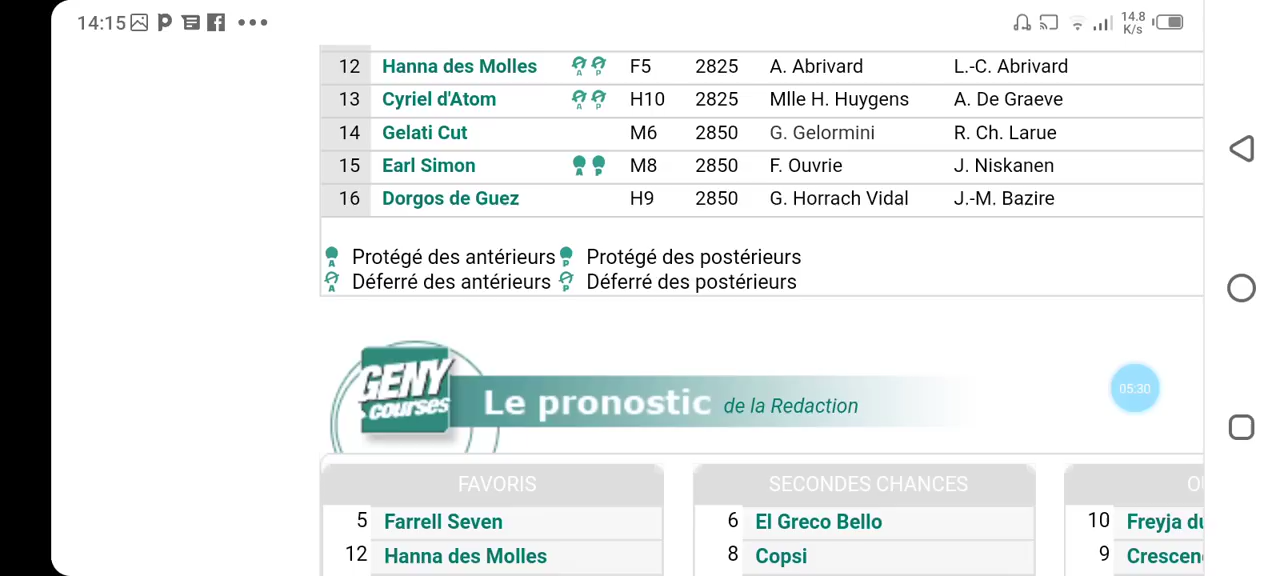 14:15
14.8
K/s
12 Hanna des Molles A P F5 2825 A. Abrivard L.-C. Abrivard
13 Cyriel d'Atom A P H10 2825 Mlle H. Huygens A. De Graeve
14 Gelati Cut M6 2850 G. Gelormini R. Ch. Larue
15 Earl Simon A P M8 2850 F. Ouvrie J. Niskanen
16 Dorgos de Guez H9 2850 G. Horrach Vidal J.-M. Bazire
A Protégé des antérieurs P Protégé des postérieurs
A Déferré des antérieurs P Déferré des postérieurs
GENY courses
Le pronostic de la Redaction
05:30
FAVORIS SECONDES CHANCES
5 Farrell Seven 6 El Greco Bello 10 Freyja
12 Hanna des Molles 8 Copsi 9